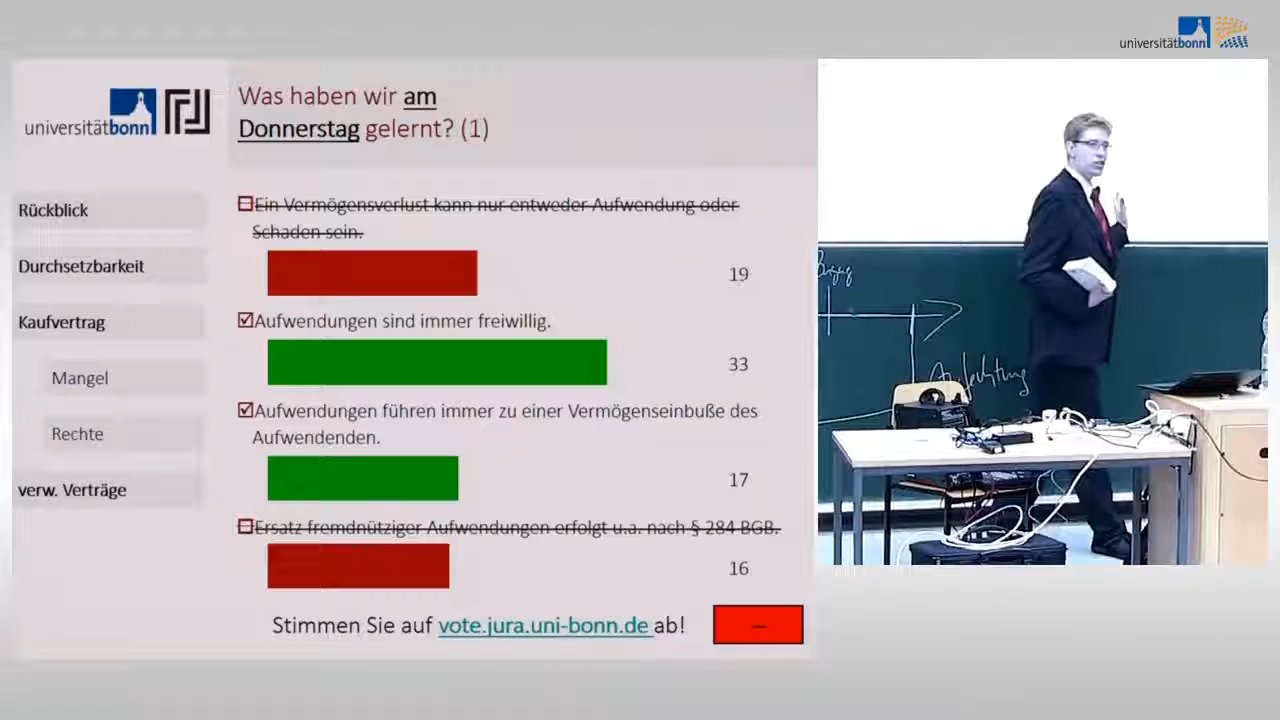 universitätbonn
universitätbonn
Was haben wir am
Donnerstag gelernt? (1)
Rückblick
Durchsetzbarkeit
Kaufvertrag
Mangel
Rechte
verw. Verträge
Ein Vermögensverlust kann nur entweder Aufwendung oder
Schaden sein.
19
Aufwendungen sind immer freiwillig.
33
Aufwendungen führen immer zu einer Vermögenseinbuße des
Aufwendenden.
17
Ersatz fremdnütziger Aufwendungen erfolgt u.a. nach § 284 BGB.
16
Stimmen Sie auf vote.jura.uni-bonn.de ab!